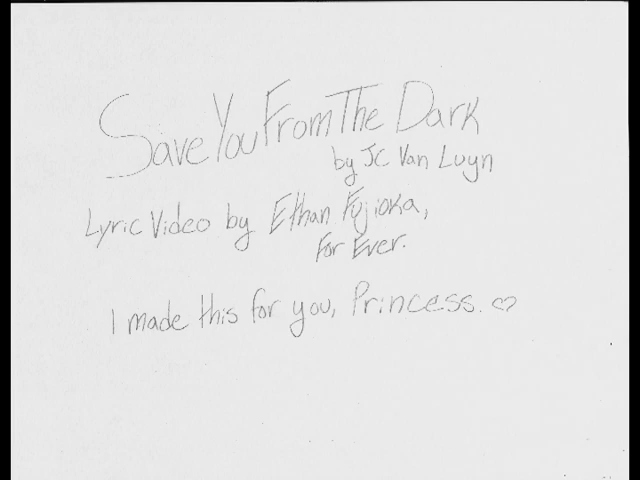 Save You From The Dark
by JC Van Luyn
Lyric Video by Ethan Fujioka,
For Ever.
I made this for you, Princess. ♡